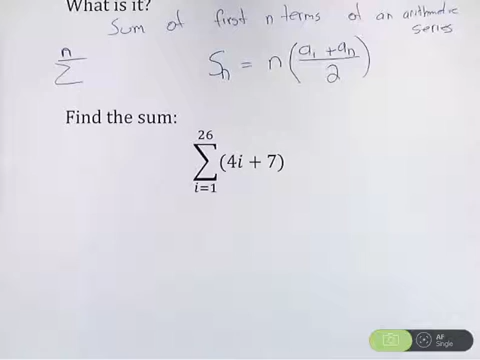 What is it?
Sum of first n terms of an arithmetic series
n
Σ
Sn = n((a1 + an)/2)
Find the sum:
26
∑(4i + 7)
i=1
AF
Single